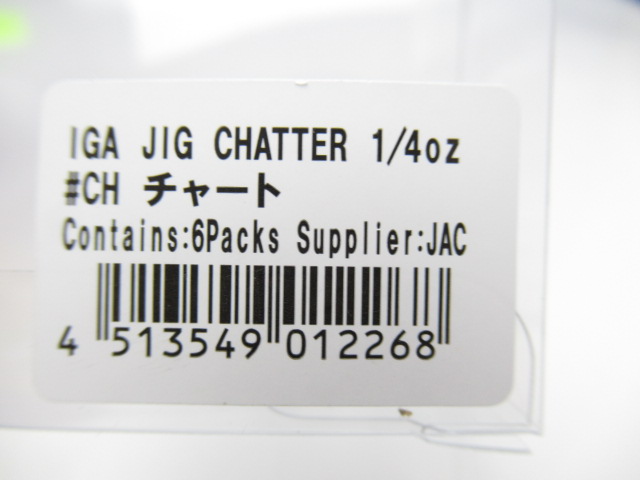 IGA JIG CHATTER 1/4oz
#CH チャート
Contains:6Packs Supplier:JAC
4 513549 012268